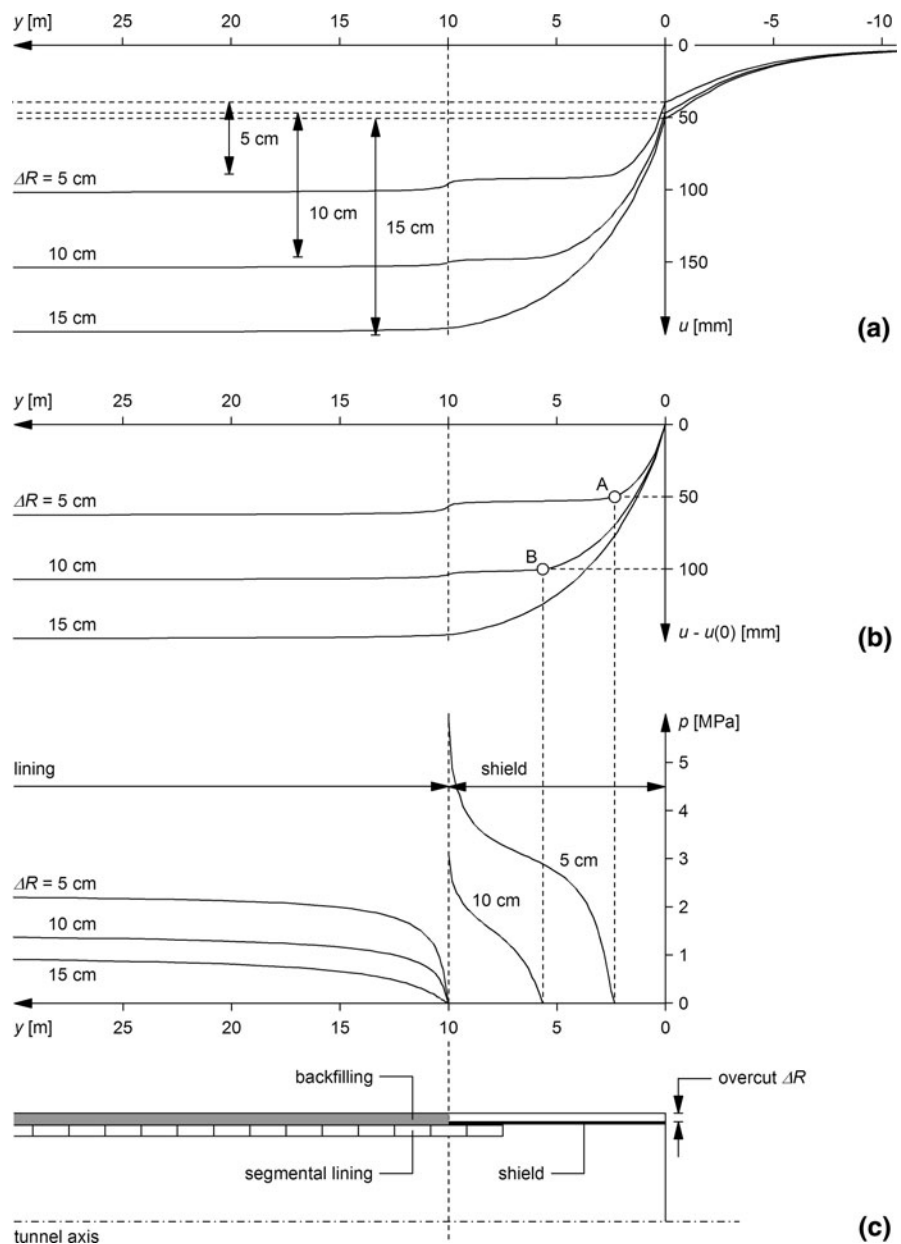 y [m] 25 20 15 10 5 0 -5 -10
0
50
5 cm
ΔR = 5 cm
100
10 cm
15 cm
10 cm
150
15 cm
u [mm]
(a)
y [m] 25 20 15 10 5 0
0
A
50
ΔR = 5 cm
B
10 cm
100
15 cm
u - u(0) [mm]
(b)
p [MPa]
lining
shield
5
4
5 cm
3
10 cm
ΔR = 5 cm
2
10 cm
1
15 cm
0
y [m] 25 20 15 10 5 0
backfilling
overcut ΔR
segmental lining
shield
tunnel axis
(c)